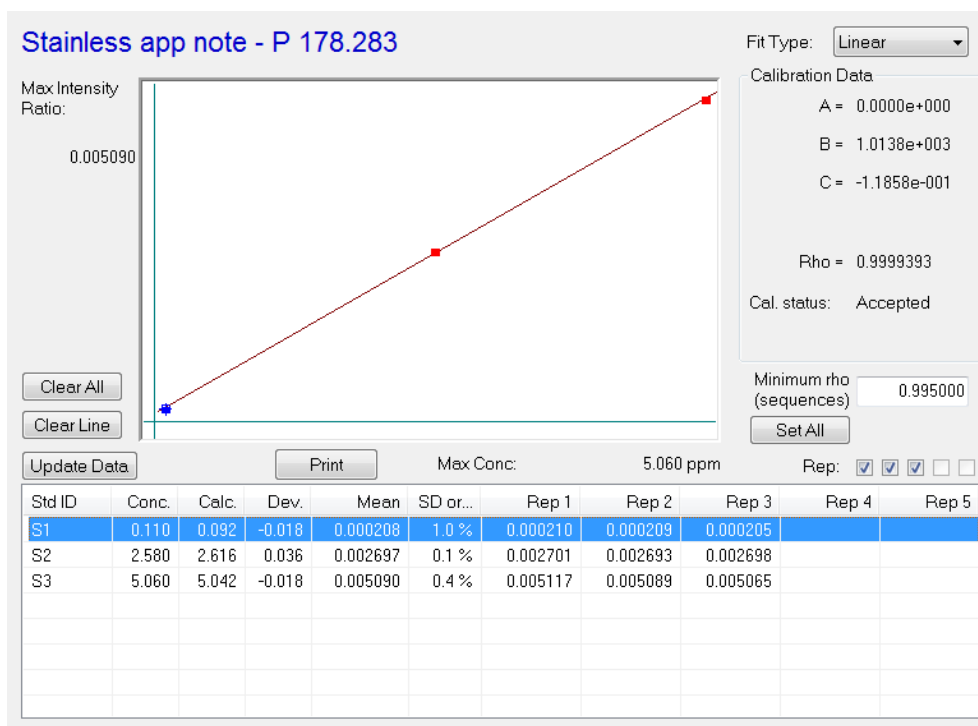 Stainless app note - P 178.283
Fit Type: Linear
Max Intensity
Ratio:
0.005090
Calibration Data
A = 0.0000e+000
B = 1.0138e+003
C = -1.1858e-001
Rho = 0.9999393
Cal. status: Accepted
Clear All
Clear Line
Minimum rho
(sequences)
0.995000
Set All
Update Data
Print
Max Conc: 5.060 ppm
Rep:
Std ID Conc. Calc. Dev. Mean SD or... Rep 1 Rep 2 Rep 3 Rep 4 Rep 5
S1 0.110 0.092 -0.018 0.000208 1.0 % 0.000210 0.000209 0.000205
S2 2.580 2.616 0.036 0.002697 0.1 % 0.002701 0.002693 0.002698
S3 5.060 5.042 -0.018 0.005090 0.4 % 0.005117 0.005089 0.005065